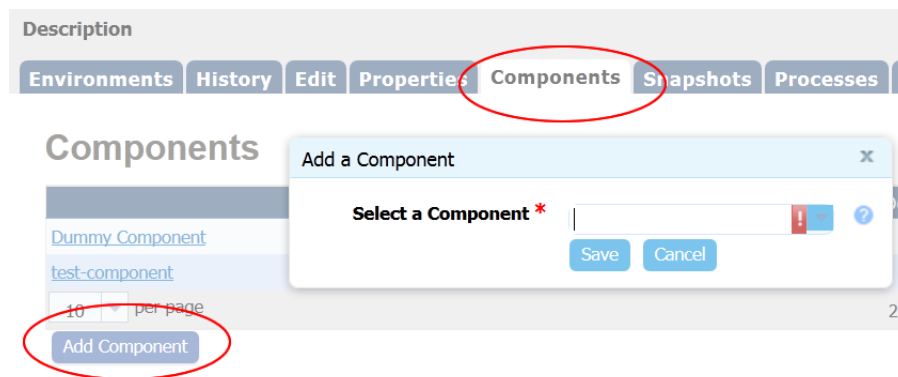 Description
Environments History Edit Properties Components Snapshots Processes
Components
Add a Component x
Select a Component * !
?
Save Cancel
Dummy Component
test-component
10 per page
2
Add Component